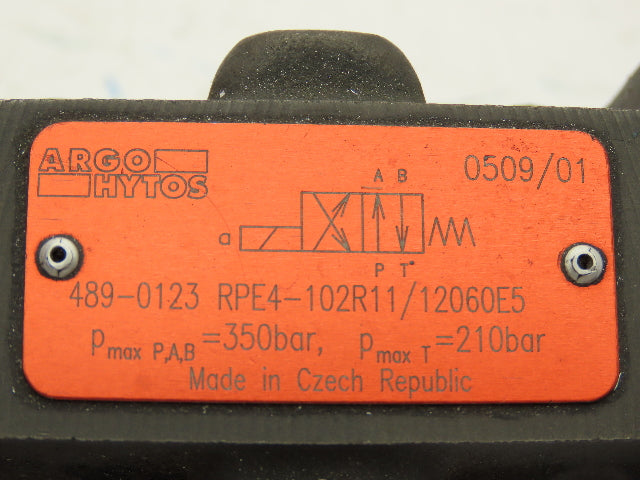 ARGO
HYTOS
0509/01
A B
a
P T
489-0123 RPE4-102R11/12060E5
pmax P,A,B=350bar, pmax T=210bar
Made in Czech Republic